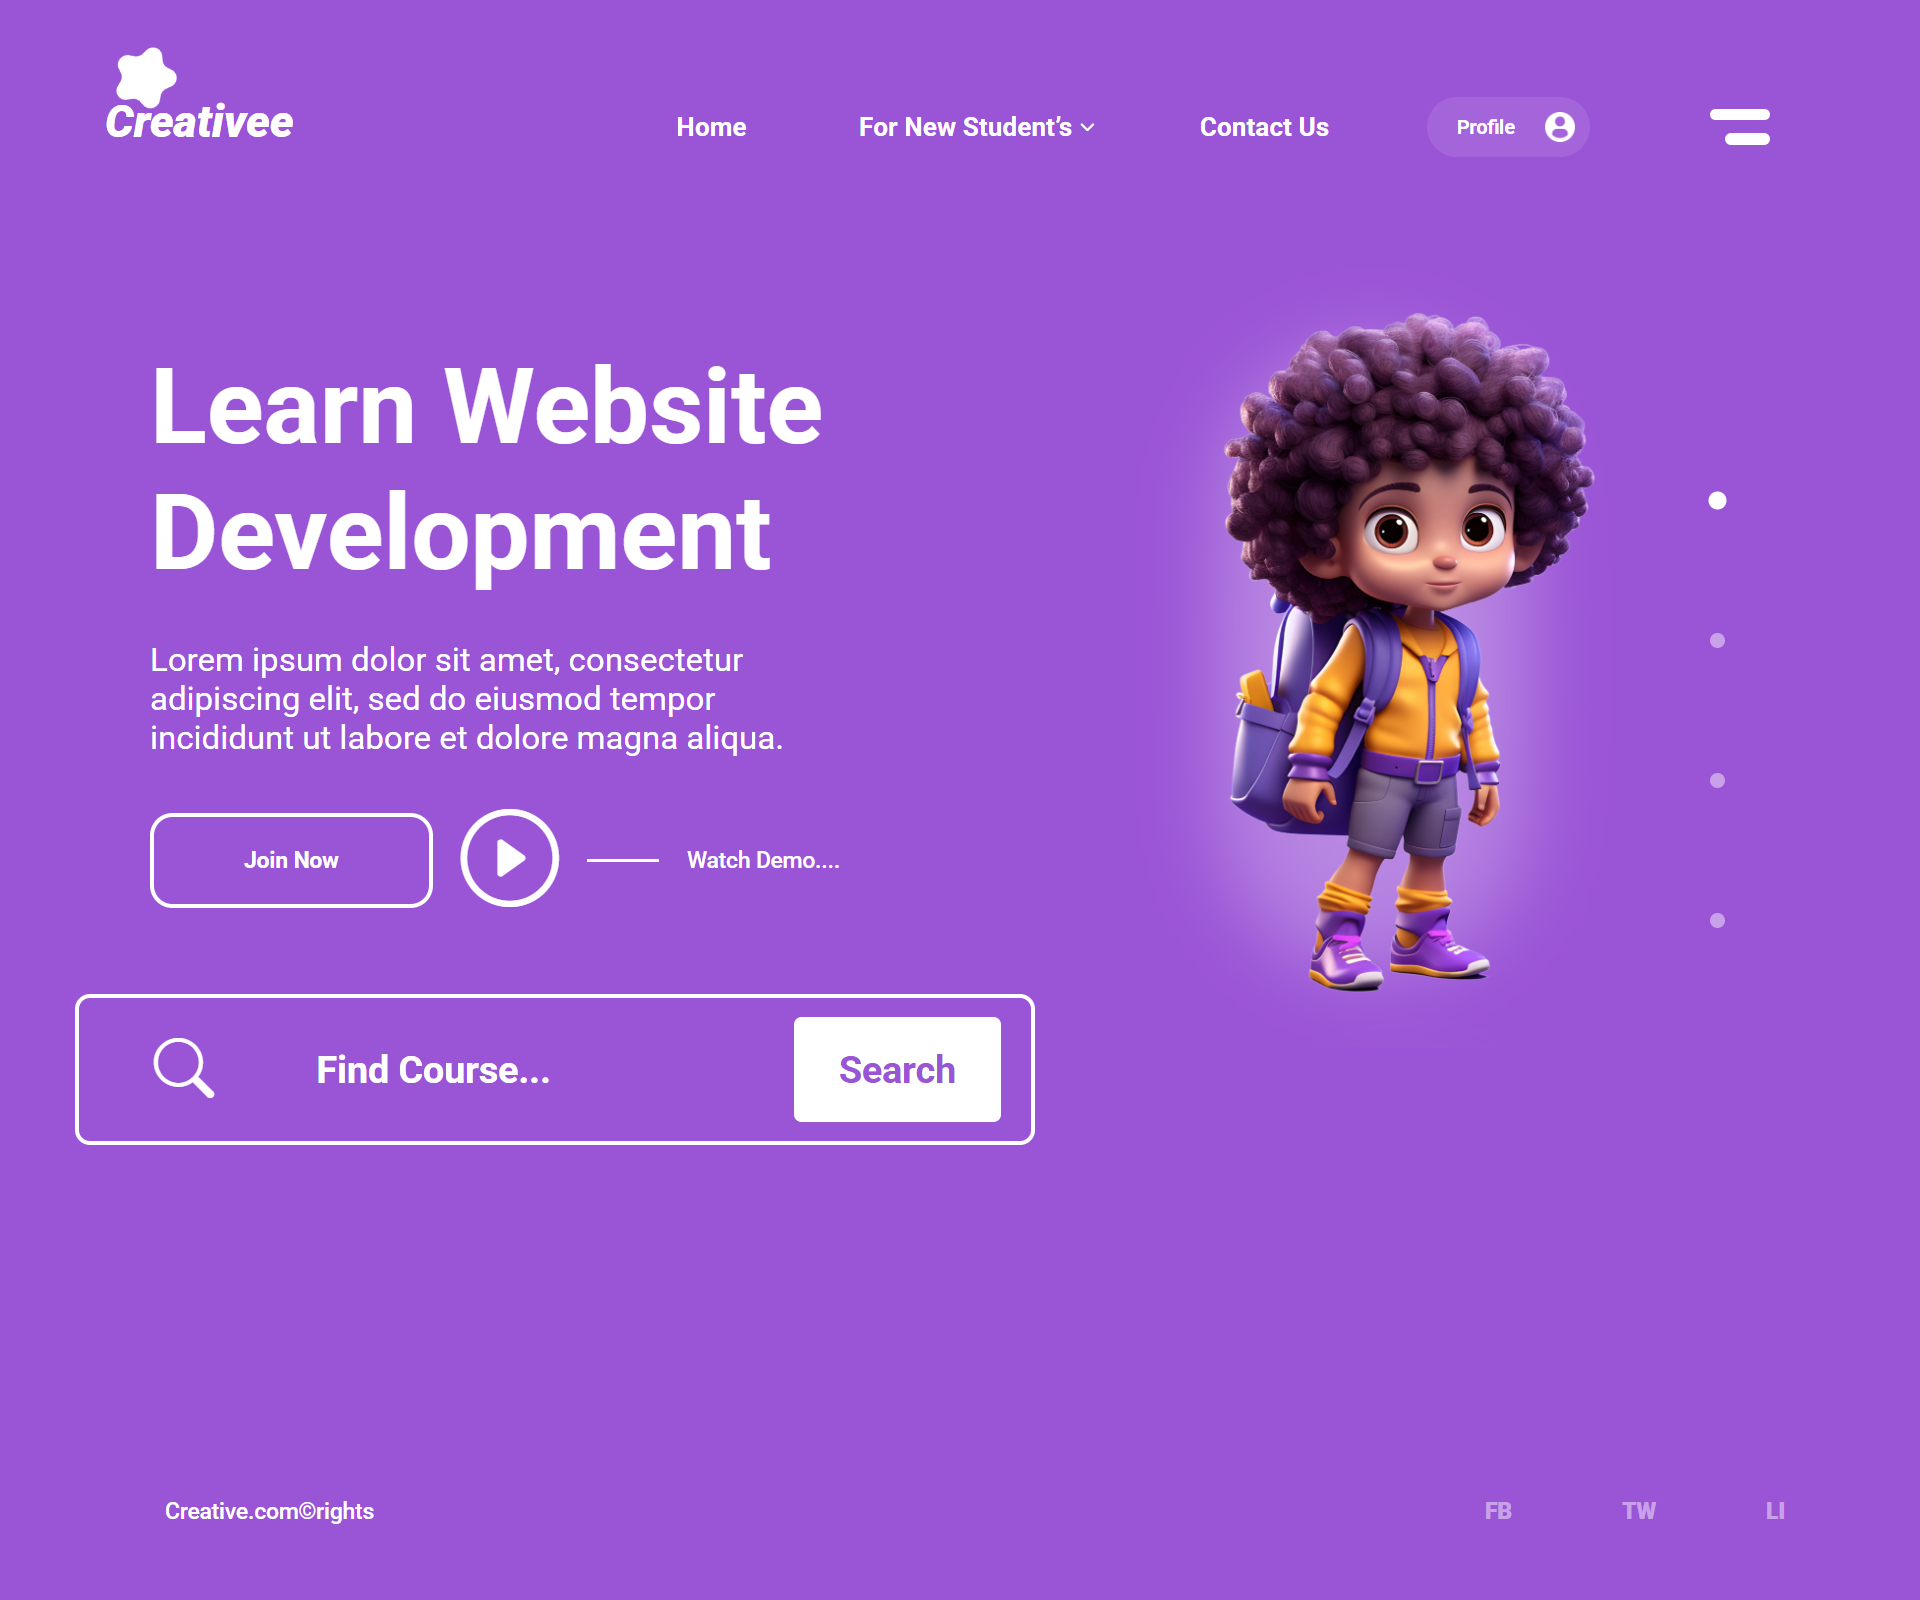 Creativee
Home
For New Student’s
Contact Us
Profile
Learn Website
Development
Lorem ipsum dolor sit amet, consectetur
adipiscing elit, sed do eiusmod tempor
incididunt ut labore et dolore magna aliqua.
Join Now
Watch Demo....
Find Course...
Search
Creative.com©rights
FB
TW
LI